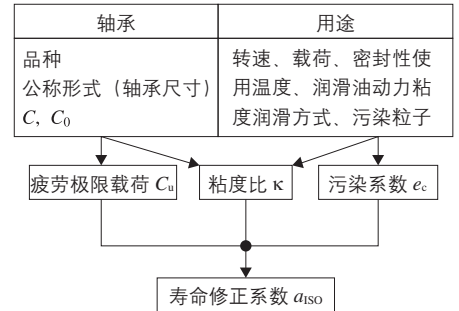 轴承
用途
品种
公称形式（轴承尺寸）
C, C0
转速、载荷、密封性使
用温度、润滑油动力粘
度润滑方式、污染粒子
疲劳极限载荷 Cu
粘度比 κ
污染系数 ec
寿命修正系数 aISO